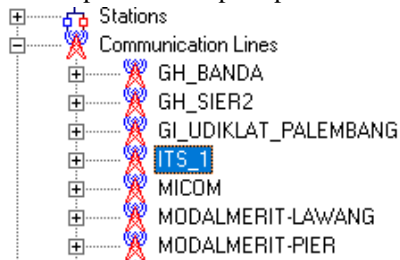 Stations
Communication Lines
GH_BANDA
GH_SIER2
GI_UDIKLAT_PALEMBANG
ITS_1
MICOM
MODALMERIT-LAWANG
MODALMERIT-PIER